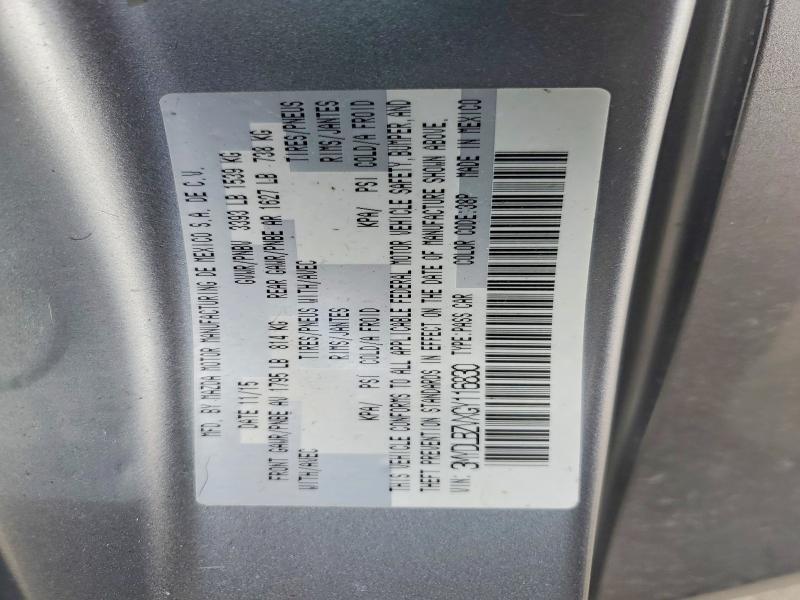 MFD. BY MAZDA MOTOR MANUFACTURING DE MEXICO S.A. DE C.V.
DATE 11/15 GVWR/PNBV 3393 LB 1539 KG
FRONT GAWR/PNBE AV 1795 LB 814 KG REAR GAWR/PNBE AR 1627 LB 738 KG
WITH/AVEC TIRES/PNEUS WITH/AVEC TIRES/PNEUS
RIMS/JANTES RIMS/JANTES
KPA/ PSI COLD/A FROID KPA/ PSI COLD/A FROID
THIS VEHICLE CONFORMS TO ALL APPLICABLE FEDERAL MOTOR VEHICLE SAFETY, BUMPER, AND
THEFT PREVENTION STANDARDS IN EFFECT ON THE DATE OF MANUFACTURE SHOWN ABOVE.
VIN: 3MYDLBZVXGY116830 TYPE:PASS CAR COLOR CODE:38P MADE IN MEXICO